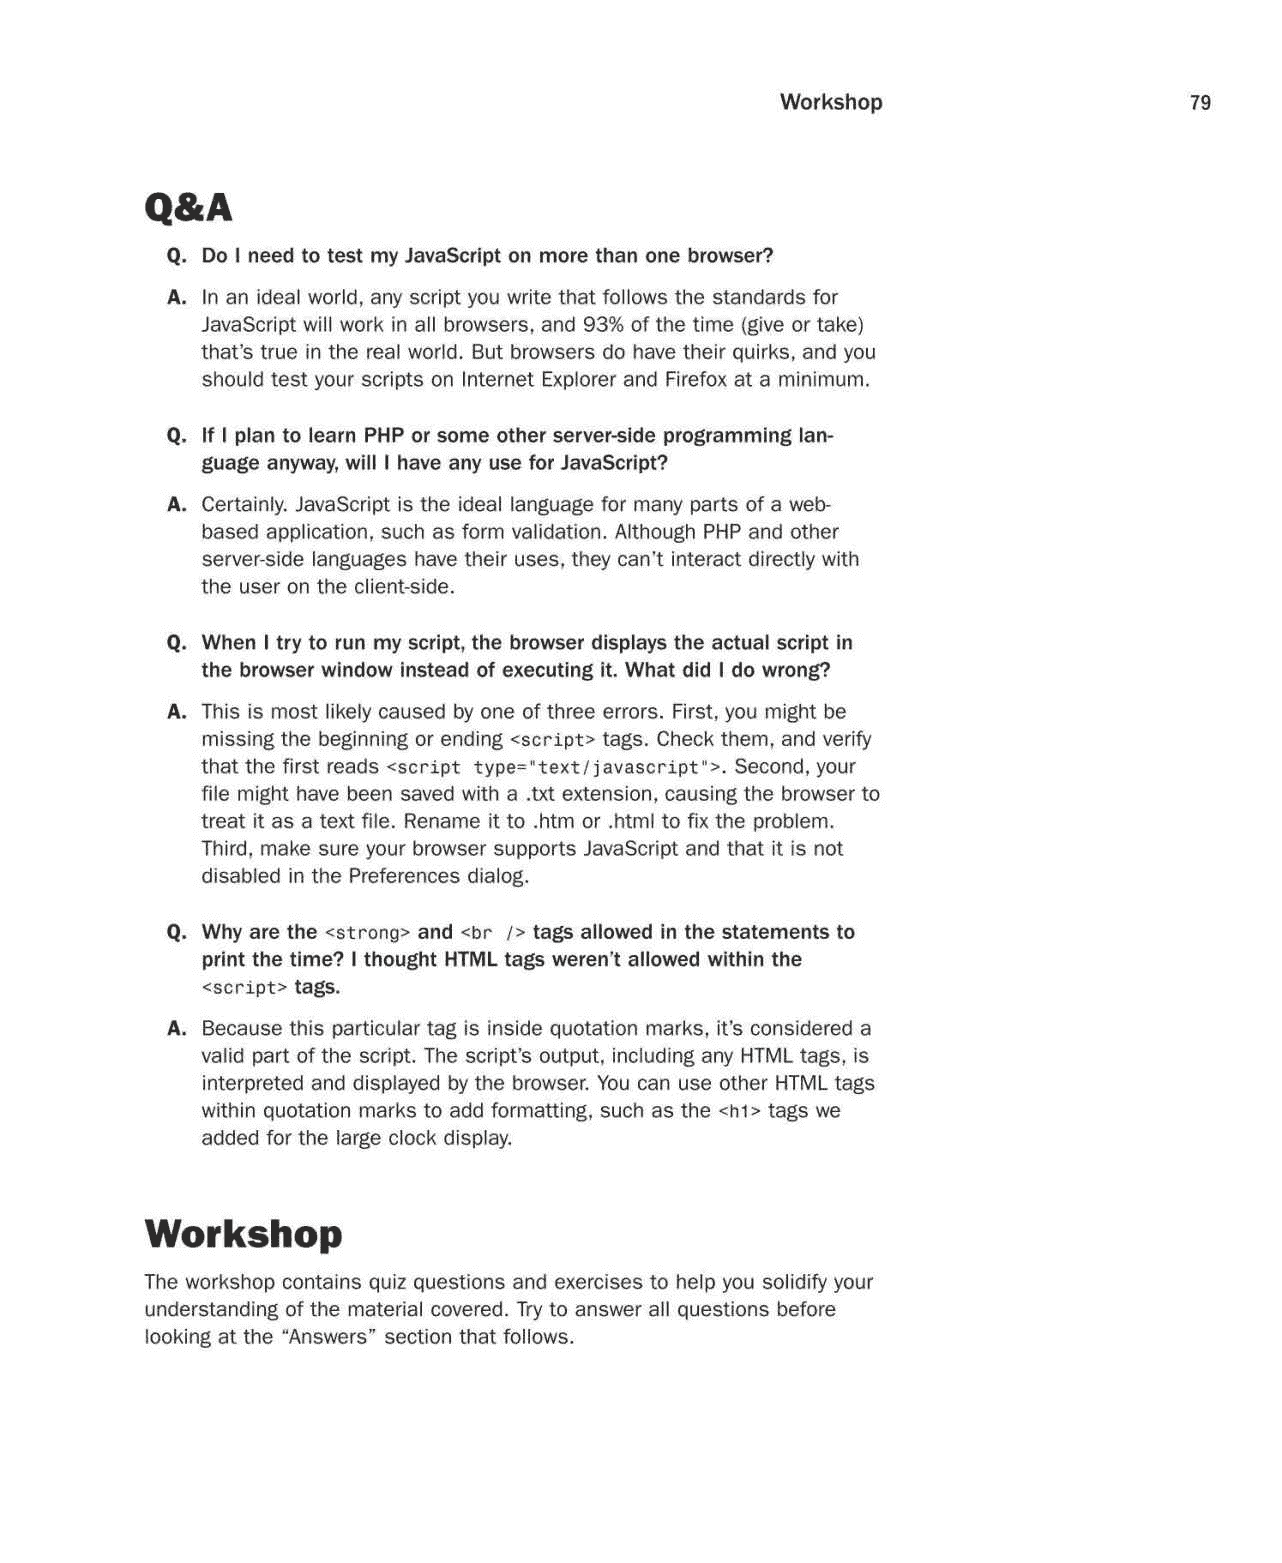 Workshop 79
Q&A
Q. Do I need to test my JavaScript on more than one browser?
A. In an ideal world, any script you write that follows the standards for
JavaScript will work in all browsers, and 93% of the time (give or take)
that's true in the real world. But browsers do have their quirks, and you
should test your scripts on Internet Explorer and Firefox at a minimum.
Q. If I plan to learn PHP or some other server-side programming lan-
guage anyway, will I have any use for JavaScript?
A. Certainly. JavaScript is the ideal language for many parts of a web-
based application, such as form validation. Although PHP and other
server-side languages have their uses, they can't interact directly with
the user on the client-side.
Q. When I try to run my script, the browser displays the actual script in
the browser window instead of executing it. What did I do wrong?
A. This is most likely caused by one of three errors. First, you might be
missing the beginning or ending <script> tags. Check them, and verify
that the first reads <script type="text/javascript">. Second, your
file might have been saved with a .txt extension, causing the browser to
treat it as a text file. Rename it to .htm or .html to fix the problem.
Third, make sure your browser supports JavaScript and that it is not
disabled in the Preferences dialog.
Q. Why are the <strong> and <br /> tags allowed in the statements to
print the time? I thought HTML tags weren't allowed within the
<script> tags.
A. Because this particular tag is inside quotation marks, it's considered a
valid part of the script. The script's output, including any HTML tags, is
interpreted and displayed by the browser. You can use other HTML tags
within quotation marks to add formatting, such as the <h1> tags we
added for the large clock display.
Workshop
The workshop contains quiz questions and exercises to help you solidify your
understanding of the material covered. Try to answer all questions before
looking at the “Answers” section that follows.